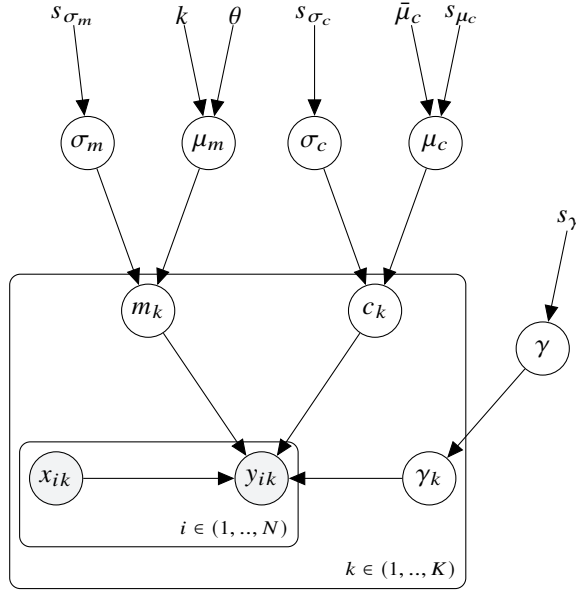 s_{σ_m} k θ s_{σ_c} \bar{μ}_c s_{μ_c}
σ_m μ_m σ_c μ_c
s_γ
m_k c_k
γ
x_{ik} y_{ik} γ_k
i ∈ (1, .., N)
k ∈ (1, .., K)